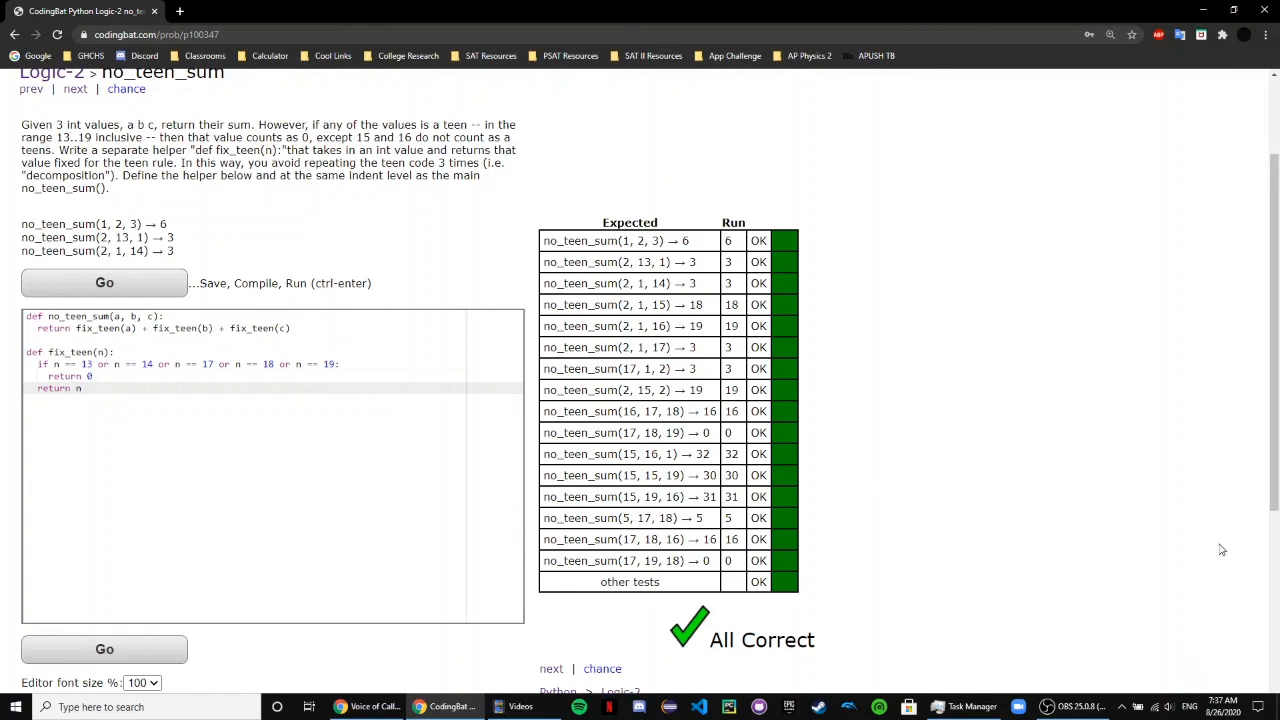 CodingBat Python Logic-2 no_te
codingbat.com/prob/p100347
Google GHCHS Discord Classrooms Calculator Cool Links College Research SAT Resources PSAT Resources SAT II Resources App Challenge AP Physics 2 Bb APUSH TB
Logic-2 > no_teen_sum
prev | next | chance
Given 3 int values, a b c, return their sum. However, if any of the values is a teen -- in the
range 13..19 inclusive -- then that value counts as 0, except 15 and 16 do not count as a
teens. Write a separate helper "def fix_teen(n):"that takes in an int value and returns that
value fixed for the teen rule. In this way, you avoid repeating the teen code 3 times (i.e.
"decomposition"). Define the helper below and at the same indent level as the main
no_teen_sum().
no_teen_sum(1, 2, 3) → 6
no_teen_sum(2, 13, 1) → 3
no_teen_sum(2, 1, 14) → 3
Go ...Save, Compile, Run (ctrl-enter)
def no_teen_sum(a, b, c):
return fix_teen(a) + fix_teen(b) + fix_teen(c)
def fix_teen(n):
if n == 13 or n == 14 or n == 17 or n == 18 or n == 19:
return 0
return n
Go
Editor font size %: 100
Expected Run
no_teen_sum(1, 2, 3) → 6 6 OK
no_teen_sum(2, 13, 1) → 3 3 OK
no_teen_sum(2, 1, 14) → 3 3 OK
no_teen_sum(2, 1, 15) → 18 18 OK
no_teen_sum(2, 1, 16) → 19 19 OK
no_teen_sum(2, 1, 17) → 3 3 OK
no_teen_sum(17, 1, 2) → 3 3 OK
no_teen_sum(2, 15, 2) → 19 19 OK
no_teen_sum(16, 17, 18) → 16 16 OK
no_teen_sum(17, 18, 19) → 0 0 OK
no_teen_sum(15, 16, 1) → 32 32 OK
no_teen_sum(15, 15, 19) → 30 30 OK
no_teen_sum(15, 19, 16) → 31 31 OK
no_teen_sum(5, 17, 18) → 5 5 OK
no_teen_sum(17, 18, 16) → 16 16 OK
no_teen_sum(17, 19, 18) → 0 0 OK
other tests OK
All Correct
next | chance
Python > Logic-2
Type here to search
Voice of Call...
CodingBat ...
Videos
Task Manager
OBS 25.0.8 (...
7:37 AM
8/26/2020